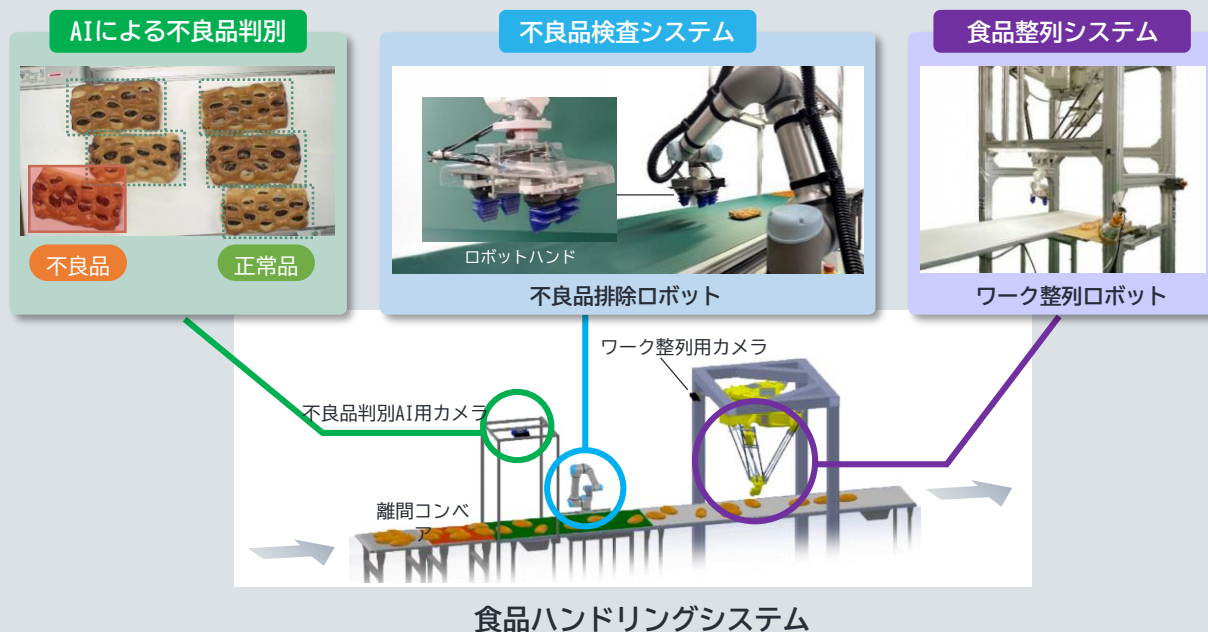 AIによる不良品判別
不良品検査システム
食品整列システム
不良品
正常品
ロボットハンド
不良品排除ロボット
ワーク整列ロボット
ワーク整列用カメラ
不良品判別AI用カメラ
離間コンベ
ア
食品ハンドリングシステム